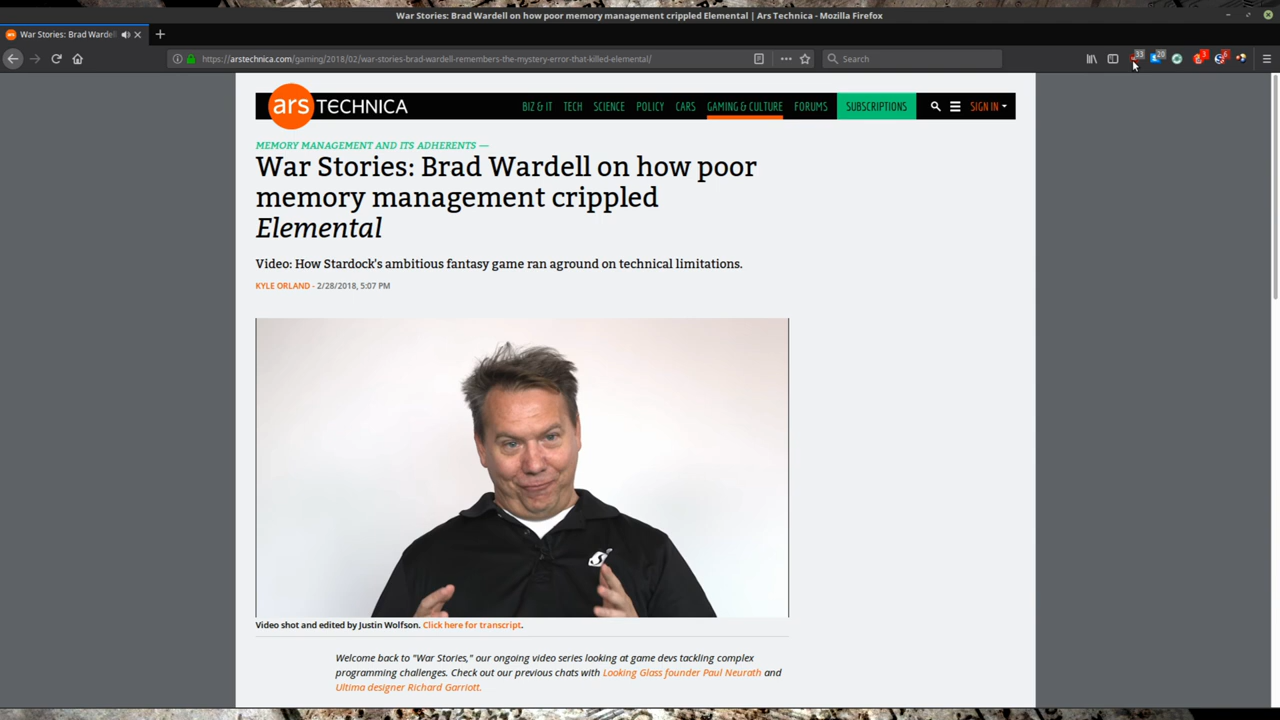 War Stories: Brad Wardell on how poor memory management crippled Elemental | Ars Technica - Mozilla Firefox
War Stories: Brad Wardell
https://arstechnica.com/gaming/2018/02/war-stories-brad-wardell-remembers-the-mystery-error-that-killed-elemental/
Search
33
20
3
6
ars TECHNICA
BIZ & IT TECH SCIENCE POLICY CARS GAMING & CULTURE FORUMS SUBSCRIPTIONS SIGN IN
MEMORY MANAGEMENT AND ITS ADHERENTS —
War Stories: Brad Wardell on how poor
memory management crippled
Elemental
Video: How Stardock's ambitious fantasy game ran aground on technical limitations.
KYLE ORLAND - 2/28/2018, 5:07 PM
S
Video shot and edited by Justin Wolfson. Click here for transcript.
Welcome back to "War Stories," our ongoing video series looking at game devs tackling complex
programming challenges. Check out our previous chats with Looking Glass founder Paul Neurath and
Ultima designer Richard Garriott.